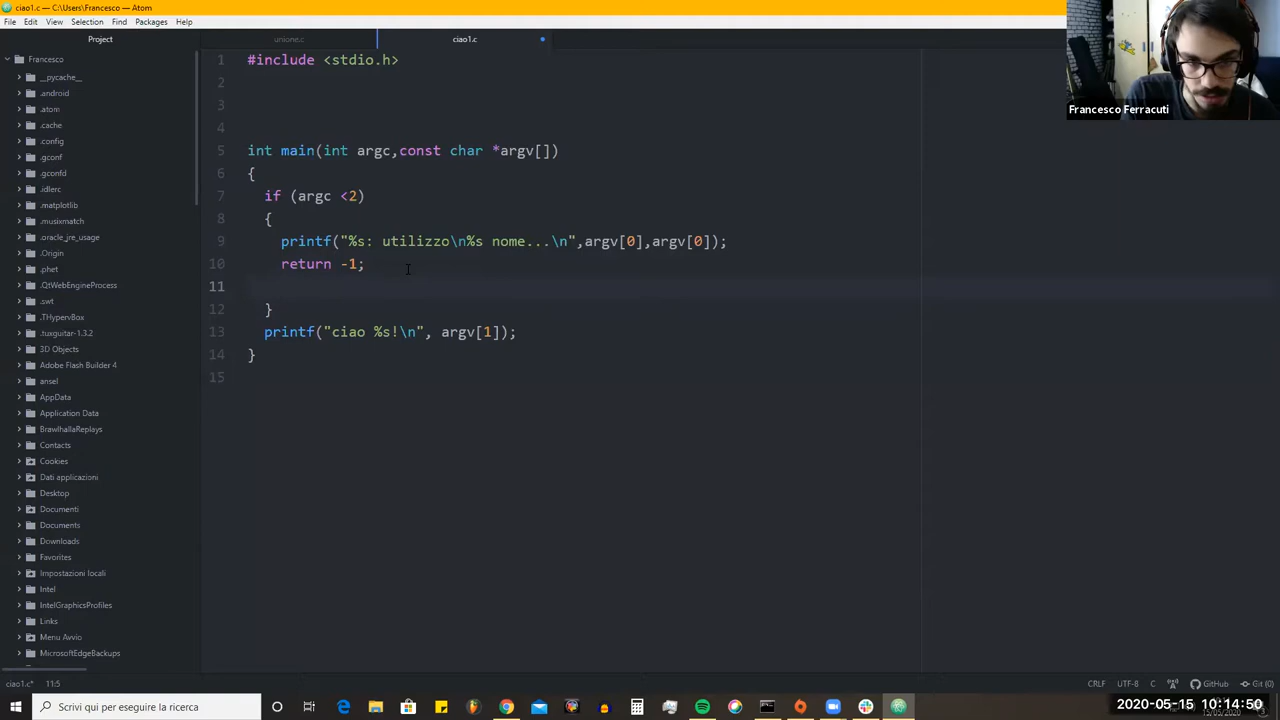 ciao1.c — C:\Users\Francesco — Atom
File Edit View Selection Find Packages Help
Project
unione.c
ciao1.c
Francesco
__pycache__
.android
.atom
.cache
.config
.gconf
.gconfd
.idlerc
.matplotlib
.musixmatch
.oracle_jre_usage
.Origin
.phet
.QtWebEngineProcess
.swt
.THypervBox
.tuxguitar-1.3.2
3D Objects
Adobe Flash Builder 4
ansel
AppData
Application Data
BrawlhallaReplays
Contacts
Cookies
Dati applicazioni
Desktop
Documenti
Documents
Downloads
Favorites
Impostazioni locali
Intel
IntelGraphicsProfiles
Links
Menu Avvio
MicrosoftEdgeBackups
1 #include <stdio.h>
2
3
4
5 int main(int argc,const char *argv[])
6 {
7 if (argc <2)
8 {
9 printf("%s: utilizzo\n%s nome...\n",argv[0],argv[0]);
10 return -1;
11
12 }
13 printf("ciao %s!\n", argv[1]);
14 }
15
Francesco Ferracuti
ciao1.c* 11:5
CRLF UTF-8 C GitHub Git (0)
Scrivi qui per eseguire la ricerca
2020-05-15 10:14:50